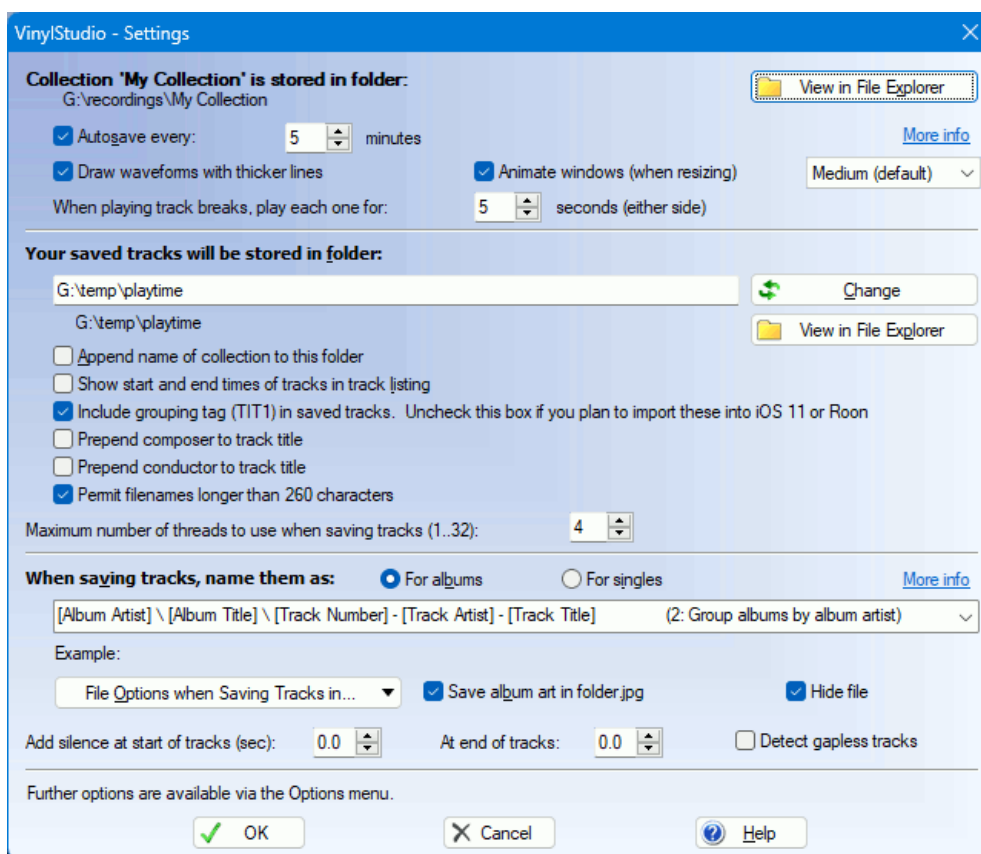 VinylStudio - Settings
Collection 'My Collection' is stored in folder:
G:\recordings\My Collection
View in File Explorer
Autosave every: 5 minutes
More info
Draw waveforms with thicker lines
Animate windows (when resizing)
Medium (default)
When playing track breaks, play each one for: 5 seconds (either side)
Your saved tracks will be stored in folder:
G:\temp\playtime
Change
G:\temp\playtime
View in File Explorer
Append name of collection to this folder
Show start and end times of tracks in track listing
Include grouping tag (TIT1) in saved tracks. Uncheck this box if you plan to import these into iOS 11 or Roon
Prepend composer to track title
Prepend conductor to track title
Permit filenames longer than 260 characters
Maximum number of threads to use when saving tracks (1..32): 4
When saving tracks, name them as:
For albums
For singles
More info
[Album Artist] \ [Album Title] \ [Track Number] - [Track Artist] - [Track Title] (2: Group albums by album artist)
Example:
File Options when Saving Tracks in...
Save album art in folder.jpg
Hide file
Add silence at start of tracks (sec): 0.0
At end of tracks: 0.0
Detect gapless tracks
Further options are available via the Options menu.
OK
Cancel
Help